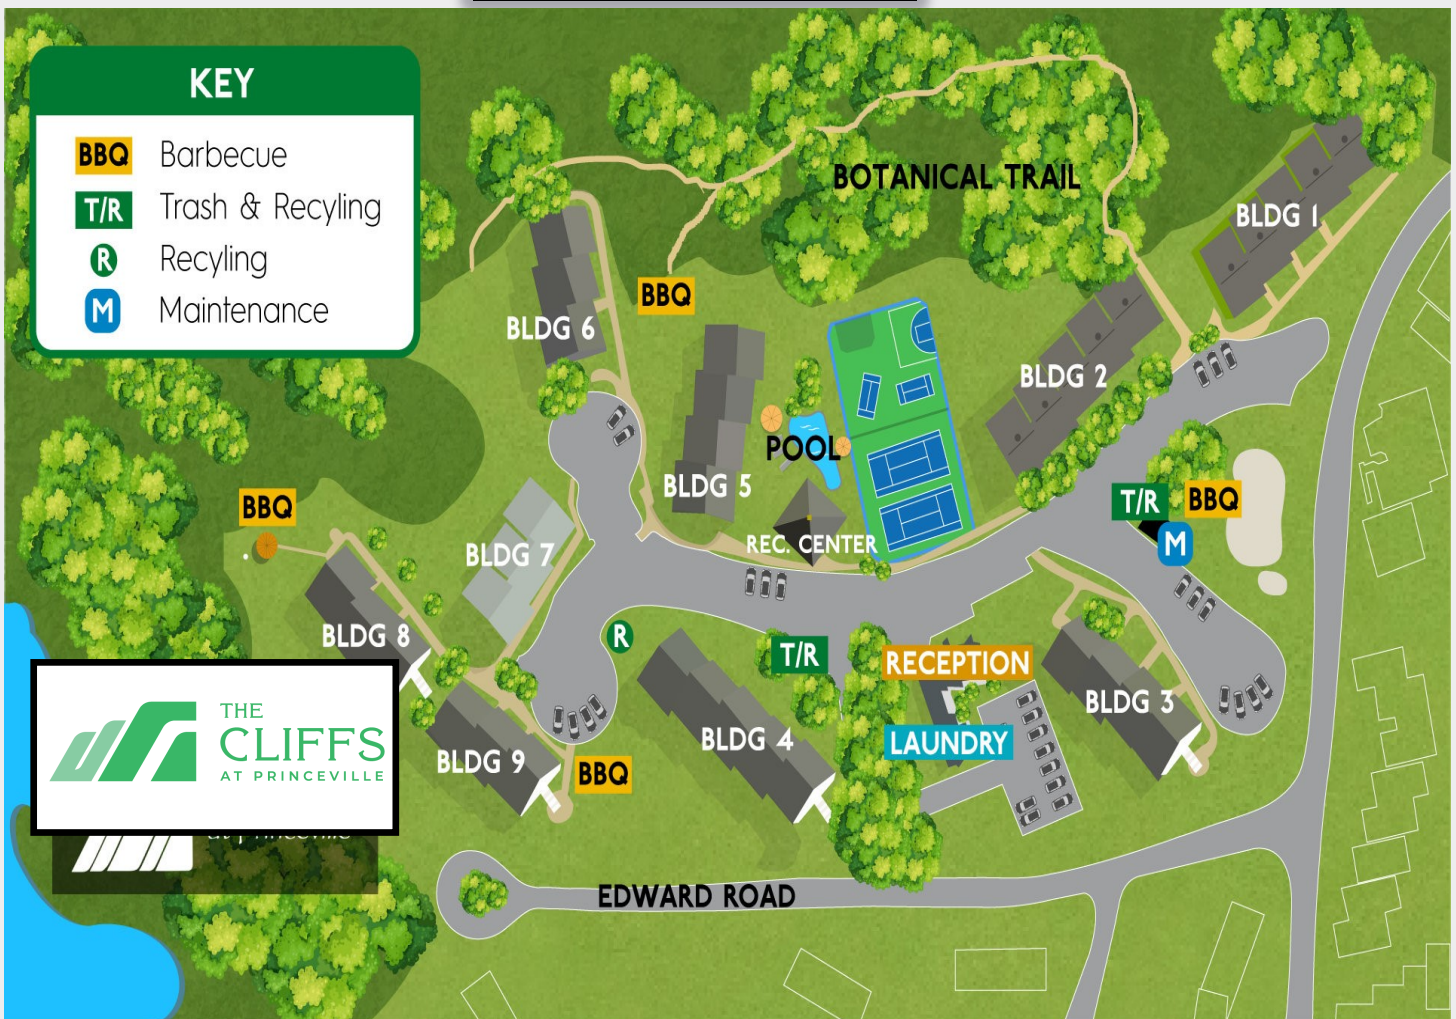 KEY
BBQ Barbecue
T/R Trash & Recyling
R Recyling
M Maintenance
BOTANICAL TRAIL
BLDG 1
BLDG 6
BBQ
BLDG 2
POOL
BLDG 5
BBQ
T/R
BBQ
M
REC. CENTER
BLDG 7
BLDG 8
R
T/R
RECEPTION
BLDG 3
BLDG 4
LAUNDRY
BLDG 9
BBQ
THE
CLIFFS
AT PRINCEVILLE
at Princeville
EDWARD ROAD